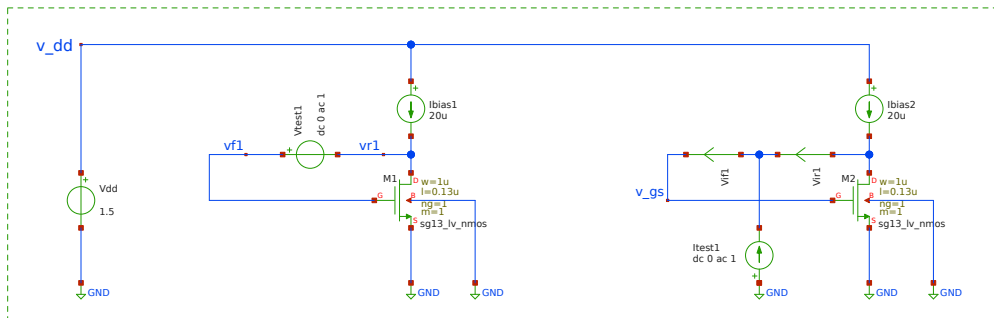 v_dd
Vdd
1.5
GND
vf1
Vtest1
dc 0 ac 1
vr1
Ibias1
20u
M1
G
D
B
S
w=1u
l=0.13u
ng=1
m=1
sg13_lv_nmos
GND
GND
v_gs
Vif1
Vir1
Itest1
dc 0 ac 1
GND
Ibias2
20u
M2
G
D
B
S
w=1u
l=0.13u
ng=1
m=1
sg13_lv_nmos
GND
GND